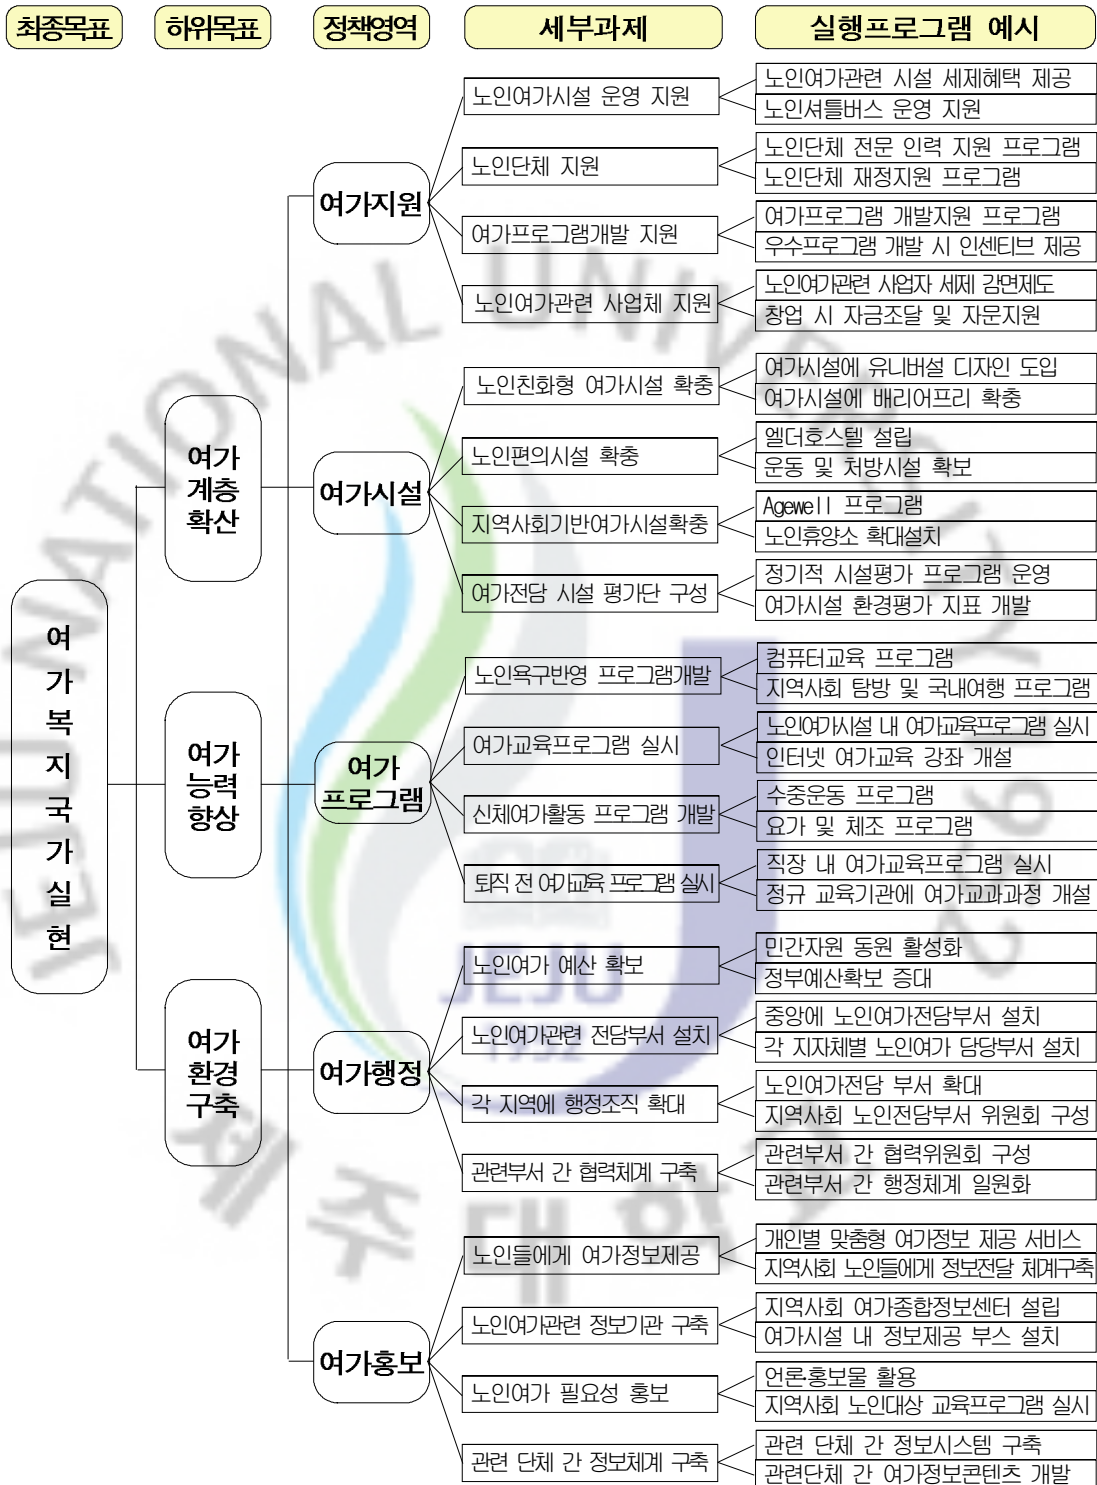 최종목표 하위목표 정책영역 세부과제 실행프로그램 예시
여가복지국가실현
여가
계층
확산
여가
능력
향상
여가
환경
구축
여가지원
노인여가시설 운영 지원
노인여가관련 시설 세제혜택 제공
노인셔틀버스 운영 지원
노인단체 지원
노인단체 전문 인력 지원 프로그램
노인단체 재정지원 프로그램
여가프로그램개발 지원
여가프로그램 개발지원 프로그램
우수프로그램 개발 시 인센티브 제공
노인여가관련 사업체 지원
노인여가관련 사업자 세제 감면제도
창업 시 자금조달 및 자문지원
여가시설
노인친화형 여가시설 확충
여가시설에 유니버설 디자인 도입
여가시설에 배리어프리 확충
노인편의시설 확충
엘더호스텔 설립
운동 및 처방시설 확보
지역사회기반여가시설확충
Agewell 프로그램
노인휴양소 확대설치
여가전담 시설 평가단 구성
정기적 시설평가 프로그램 운영
여가시설 환경평가 지표 개발
여가
프로그램
노인욕구반영 프로그램개발
컴퓨터교육 프로그램
지역사회 탐방 및 국내여행 프로그램
여가교육프로그램 실시
노인여가시설 내 여가교육프로그램 실시
인터넷 여가교육 강좌 개설
신체여가활동 프로그램 개발
수중운동 프로그램
요가 및 체조 프로그램
퇴직 전 여가교육 프로그램 실시
직장 내 여가교육프로그램 실시
정규 교육기관에 여가교과과정 개설
여가행정
노인여가 예산 확보
민간자원 동원 활성화
정부예산확보 증대
노인여가관련 전담부서 설치
중앙에 노인여가전담부서 설치
각 지자체별 노인여가 담당부서 설치
각 지역에 행정조직 확대
노인여가전담 부서 확대
지역사회 노인전담부서 위원회 구성
관련부서 간 협력체계 구축
관련부서 간 협력위원회 구성
관련부서 간 행정체계 일원화
여가홍보
노인들에게 여가정보제공
개인별 맞춤형 여가정보 제공 서비스
지역사회 노인들에게 정보전달 체계구축
노인여가관련 정보기관 구축
지역사회 여가종합정보센터 설립
여가시설 내 정보제공 부스 설치
노인여가 필요성 홍보
언론·홍보물 활용
지역사회 노인대상 교육프로그램 실시
관련 단체 간 정보체계 구축
관련 단체 간 정보시스템 구축
관련단체 간 여가정보콘텐츠 개발
JEJU NATIONAL UNIVERSITY 1952
JEJU
1952
제주대학교